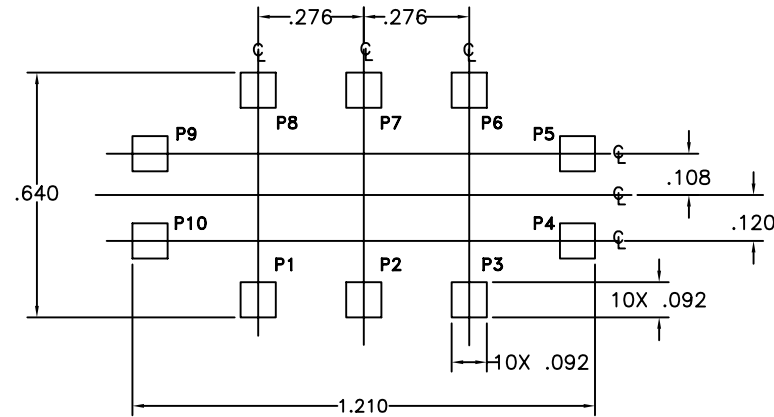 .276 .276
℄ ℄ ℄
P8 P7 P6
P9 P5
℄
.108
.640
℄
.120
P10 P4
℄
P1 P2 P3
10X .092
10X .092
1.210